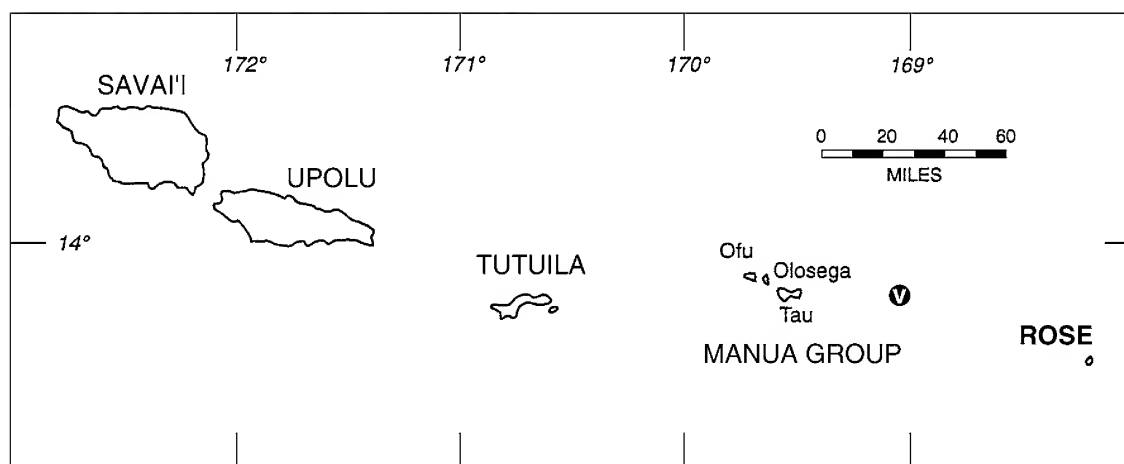 172°
171°
170°
169°
SAVAI'I
0 20 40 60
MILES
UPOLU
14°
TUTUILA
Ofu
Olosega
V
Tau
ROSE
MANUA GROUP